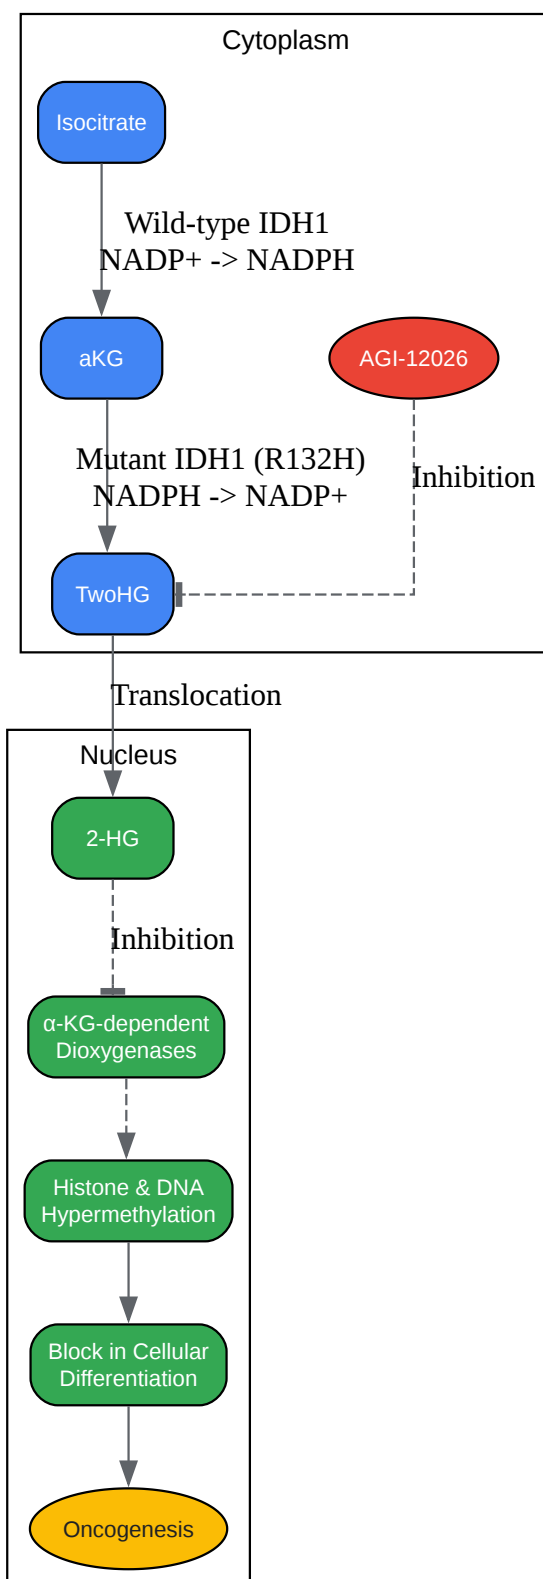 Cytoplasm
Isocitrate
Wild-type IDH1
NADP+ -> NADPH
aKG
AGI-12026
Mutant IDH1 (R132H)
NADPH -> NADP+
Inhibition
TwoHG
Translocation
Nucleus
2-HG
Inhibition
α-KG-dependent
Dioxygenases
Histone & DNA
Hypermethylation
Block in Cellular
Differentiation
Oncogenesis